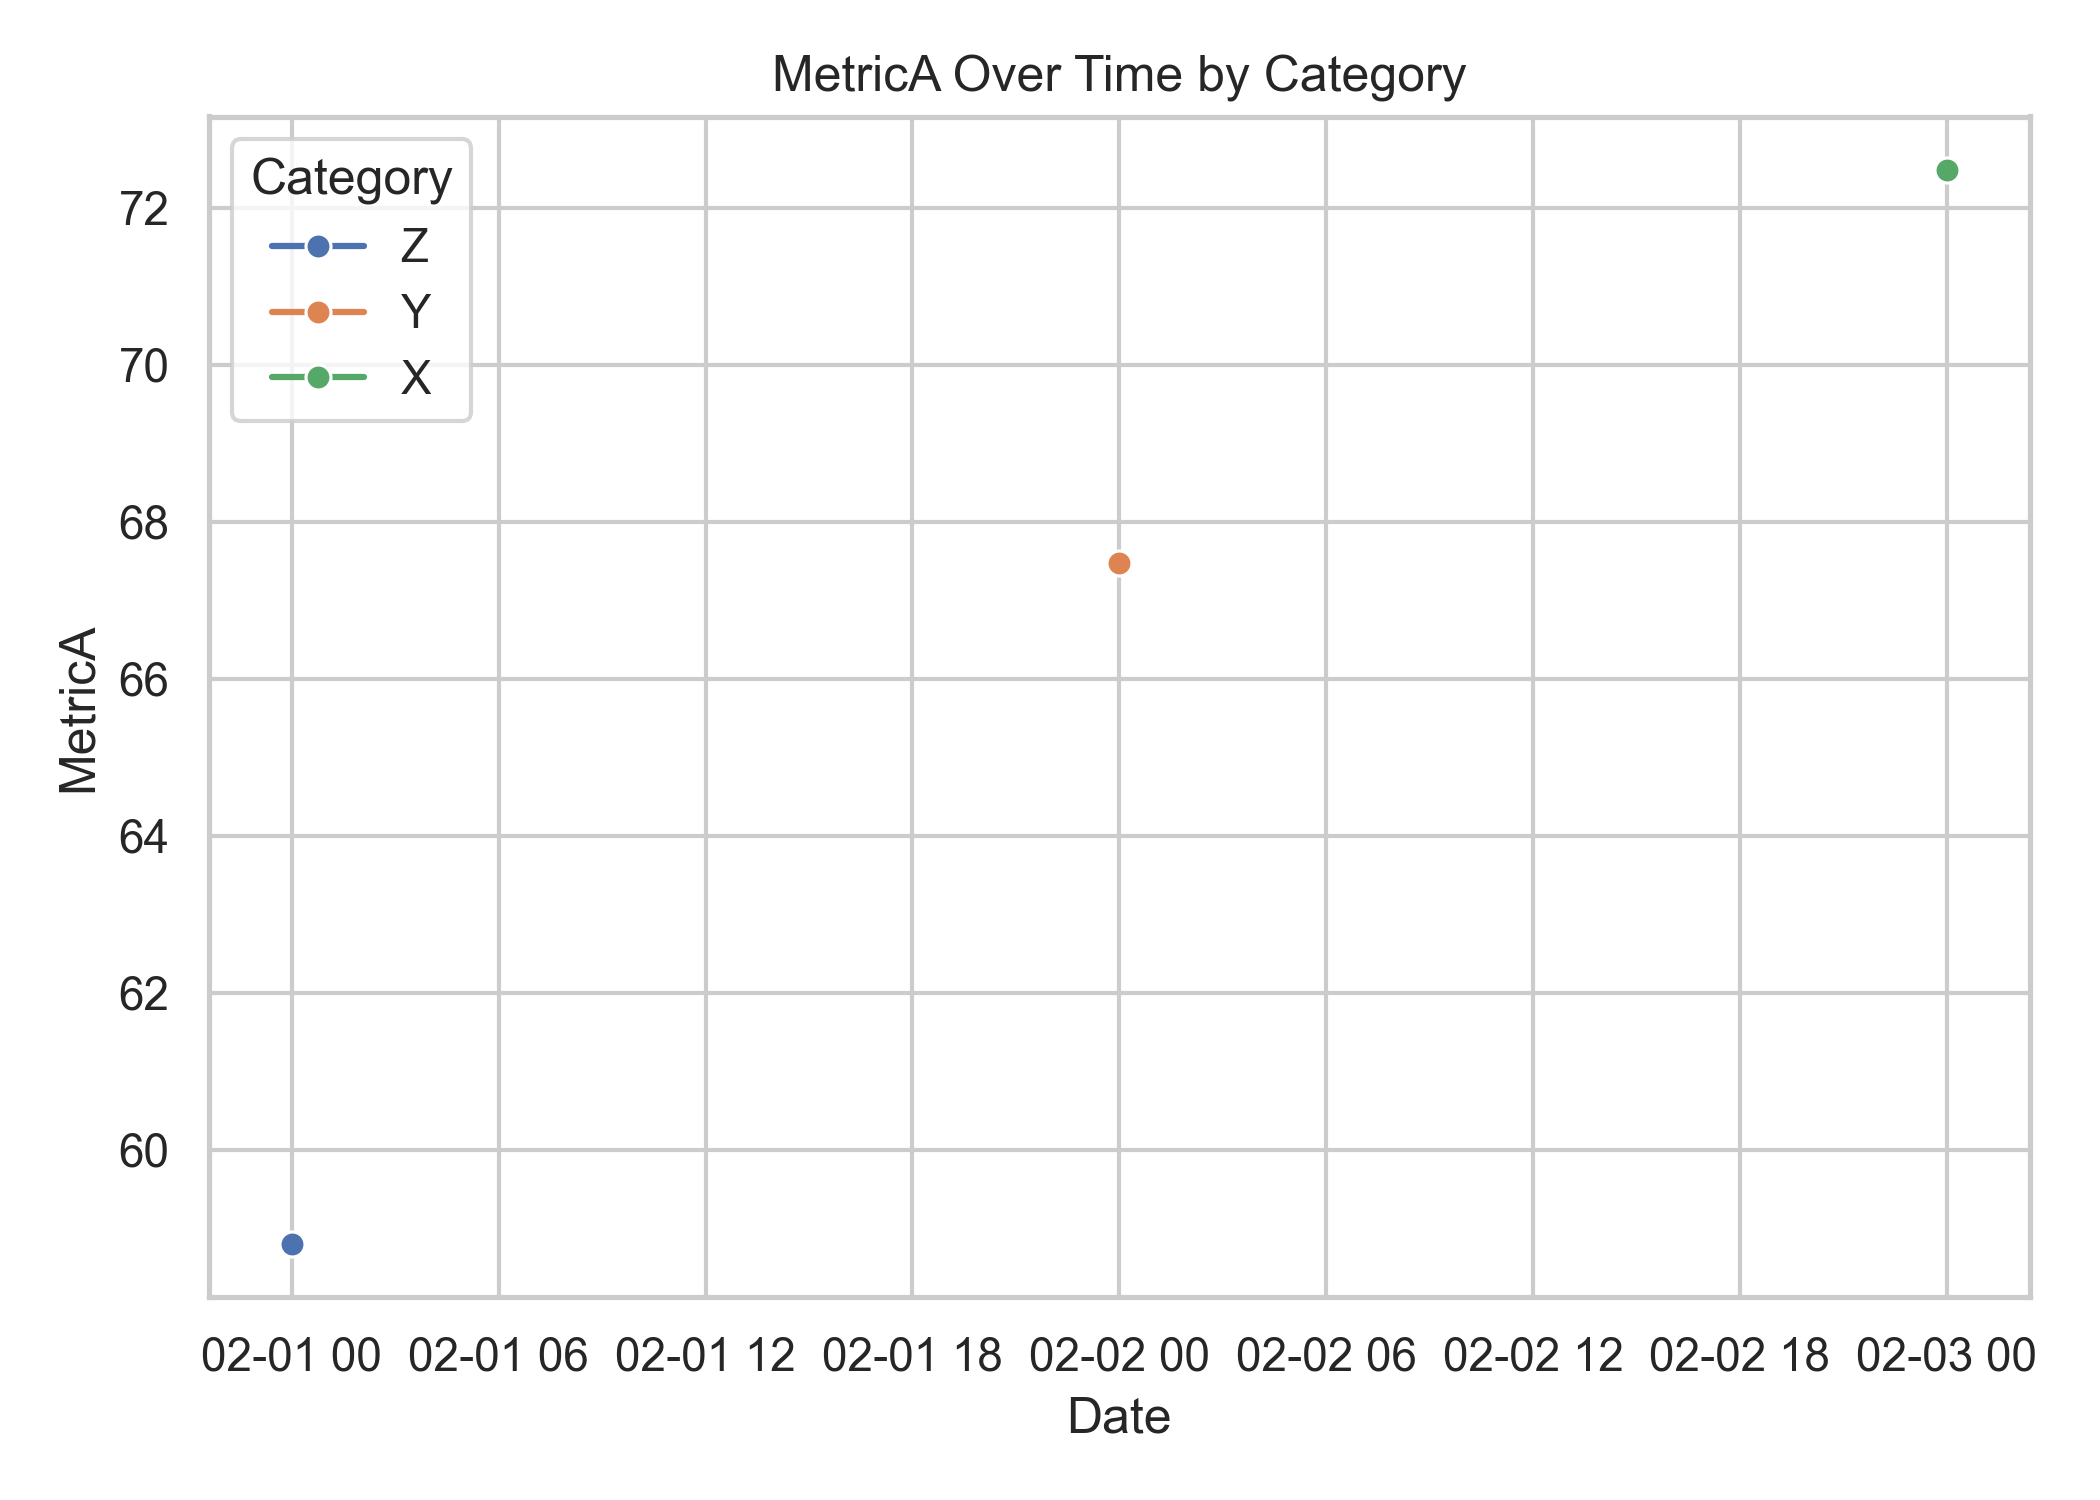 MetricA Over Time by Category
Category
Z
Y
X
72
70
68
66
64
62
60
MetricA
02-01 00 02-01 06 02-01 12 02-01 18 02-02 00 02-02 06 02-02 12 02-02 18 02-03 00
Date